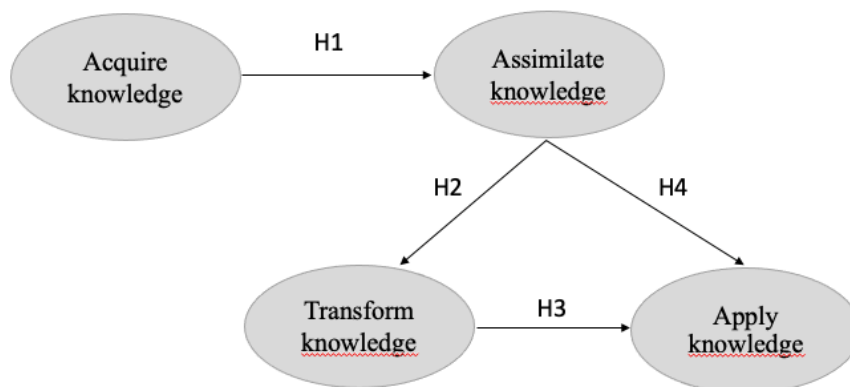 H1
Acquire
knowledge
Assimilate
knowledge
H2
H4
Transform
knowledge
H3
Apply
knowledge